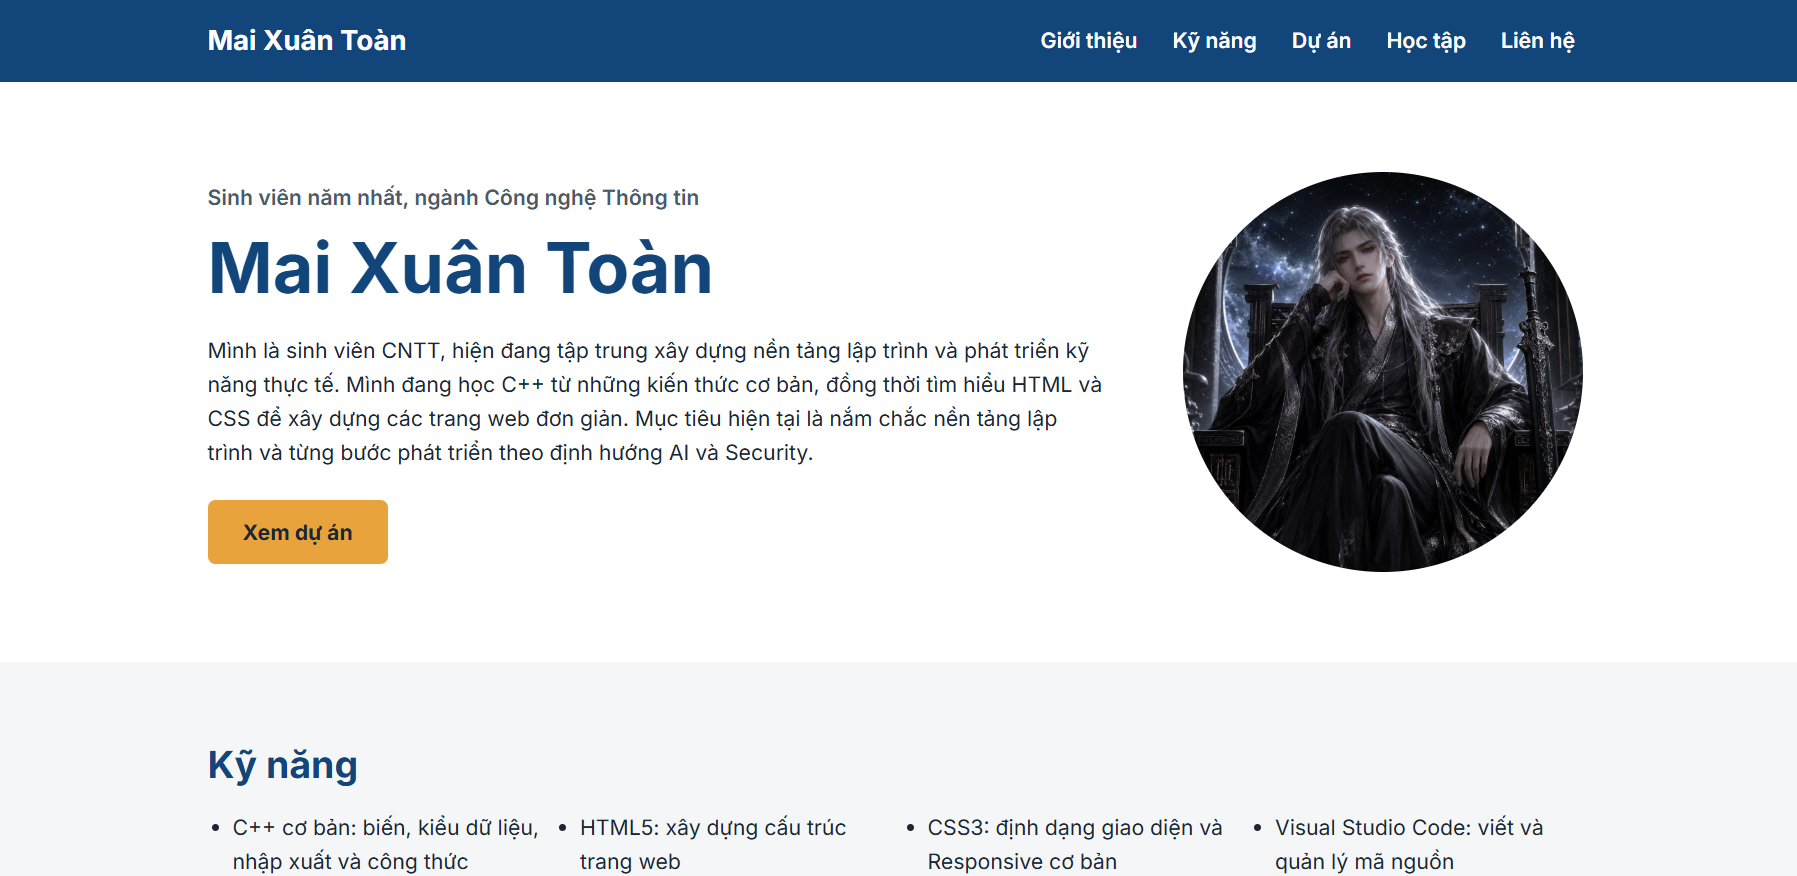 Mai Xuân Toàn
Giới thiệu
Kỹ năng
Dự án
Học tập
Liên hệ
Sinh viên năm nhất, ngành Công nghệ Thông tin
Mai Xuân Toàn
Mình là sinh viên CNTT, hiện đang tập trung xây dựng nền tảng lập trình và phát triển kỹ
năng thực tế. Mình đang học C++ từ những kiến thức cơ bản, đồng thời tìm hiểu HTML và
CSS để xây dựng các trang web đơn giản. Mục tiêu hiện tại là nắm chắc nền tảng lập
trình và từng bước phát triển theo định hướng AI và Security.
Xem dự án
Kỹ năng
C++ cơ bản: biến, kiểu dữ liệu,
nhập xuất và công thức
HTML5: xây dựng cấu trúc
trang web
CSS3: định dạng giao diện và
Responsive cơ bản
Visual Studio Code: viết và
quản lý mã nguồn